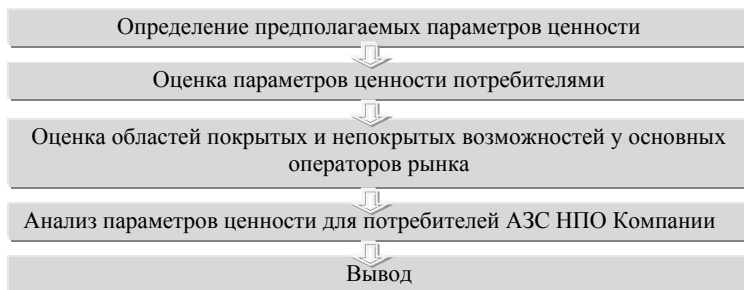 Определение предполагаемых параметров ценности
Оценка параметров ценности потребителями
Оценка областей покрытых и непокрытых возможностей у основных
операторов рынка
Анализ параметров ценности для потребителей АЗС НПО Компании
Вывод